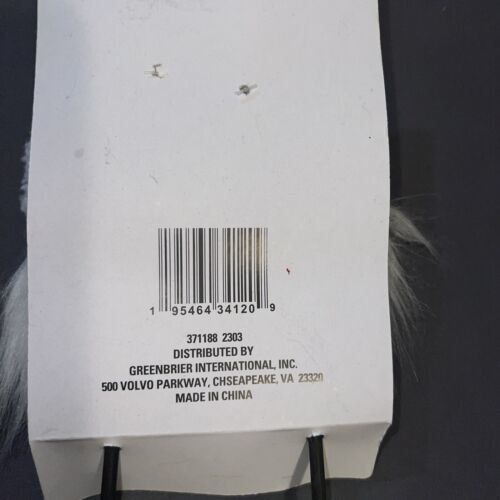 1 95464 34120 9
371188 2303
DISTRIBUTED BY
GREENBRIER INTERNATIONAL, INC.
500 VOLVO PARKWAY, CHSEAPEAKE, VA 23320
MADE IN CHINA